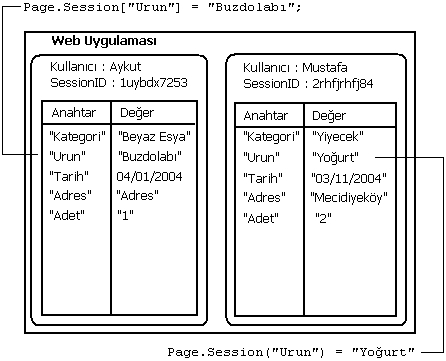 Page.Session["Urun"] = "Buzdolabı";
Web Uygulaması
Kullanıcı : Aykut
SessionID : 1uybdx7253
Anahtar Değer
"Kategori" "Beyaz Esya"
"Urun" "Buzdolabı"
"Tarih" 04/01/2004
"Adres" "Adres"
"Adet" "1"
Kullanıcı : Mustafa
SessionID : 2rhfjrhfj84
Anahtar Değer
"Kategori" "Yiyecek"
"Urun" "Yoğurt"
"Tarih" "03/11/2004"
"Adres" "Mecidiyeköy"
"Adet" "2"
Page.Session("Urun") = "Yoğurt"